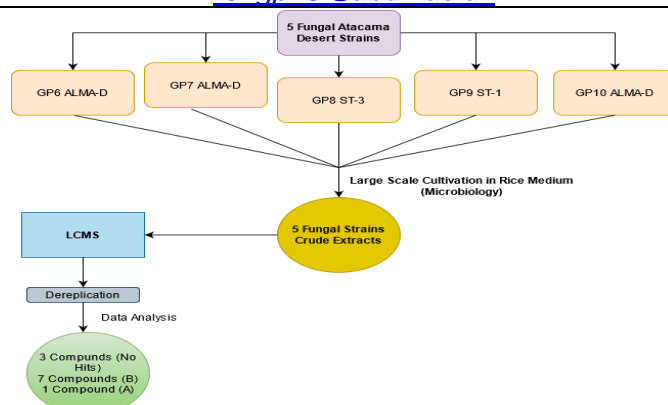 5 Fungal Atacama
Desert Strains
GP6 ALMA-D
GP7 ALMA-D
GP8 ST-3
GP9 ST-1
GP10 ALMA-D
Large Scale Cultivation in Rice Medium
(Microbiology)
5 Fungal Strains
Crude Extracts
LCMS
Dereplication
Data Analysis
3 Compunds (No
Hits)
7 Compounds (B)
1 Compound (A)